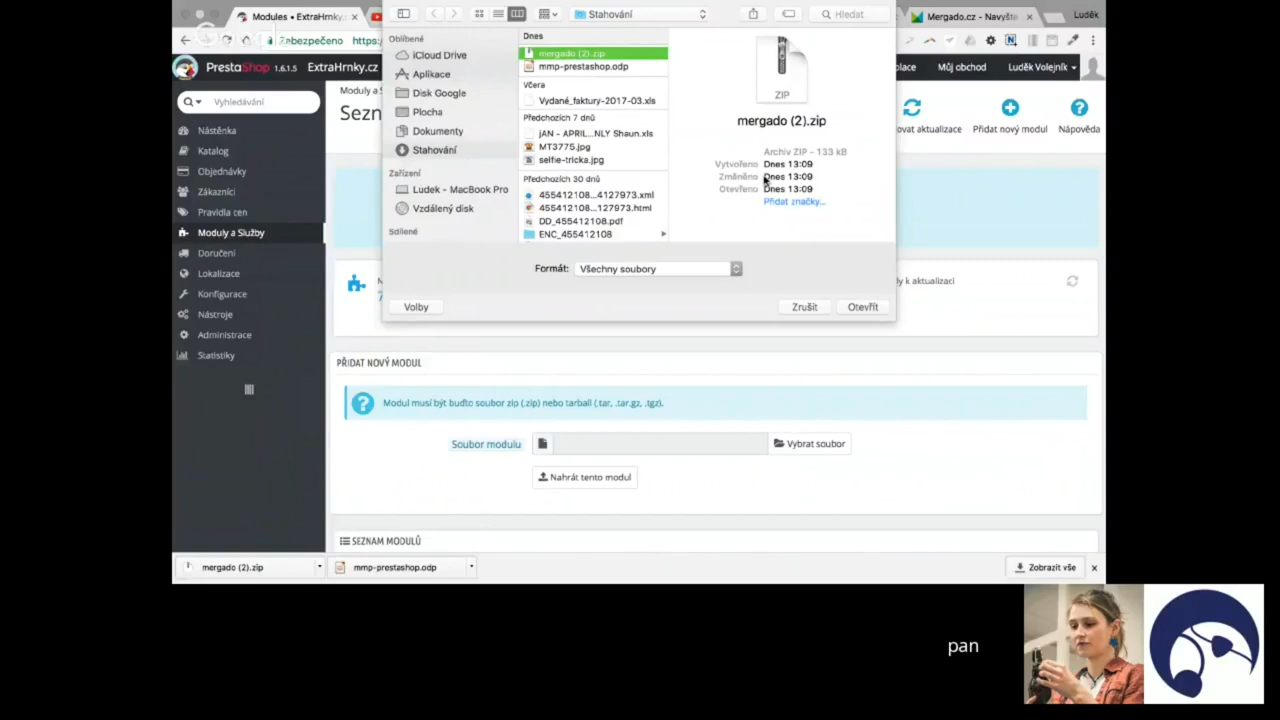 Modules • ExtraHrnky.cz
Stahování
Hledat
Mergado.cz - Navyšte
Luděk
Zabezpečeno
https:
PrestaShop 1.6.1.5
ExtraHrnky.cz
Můj obchod
Luděk Volejník
Vyhledávání
Moduly a S
Sezn
ovat aktualizace
Přidat nový modul
Nápověda
Nástěnka
Katalog
Objednávky
Zákazníci
Pravidla cen
Moduly a Služby
Doručení
Lokalizace
Konfigurace
Nástroje
Administrace
Statistiky
Oblíbené
iCloud Drive
Aplikace
Disk Google
Plocha
Dokumenty
Stahování
Zařízení
Ludek - MacBook Pro
Vzdálený disk
Sdílené
Dnes
mergado (2).zip
mmp-prestashop.odp
Včera
Vydané_faktury-2017-03.xls
Předchozích 7 dnů
jAN - APRIL...NLY Shaun.xls
MT3775.jpg
selfie-tricka.jpg
Předchozích 30 dnů
455412108...4127973.xml
455412108...127973.html
DD_455412108.pdf
ENC_455412108
ZIP
mergado (2).zip
Archiv ZIP – 133 kB
Vytvořeno Dnes 13:09
Změněno Dnes 13:09
Otevřeno Dnes 13:09
Přidat značky...
Formát: Všechny soubory
Volby
Zrušit
Otevřít
y k aktualizaci
PŘIDAT NOVÝ MODUL
Modul musí být buďto soubor zip (.zip) nebo tarball (.tar, .tar.gz, .tgz).
Soubor modulu
Vybrat soubor
Nahrát tento modul
SEZNAM MODULŮ
mergado (2).zip
mmp-prestashop.odp
Zobrazit vše
pan